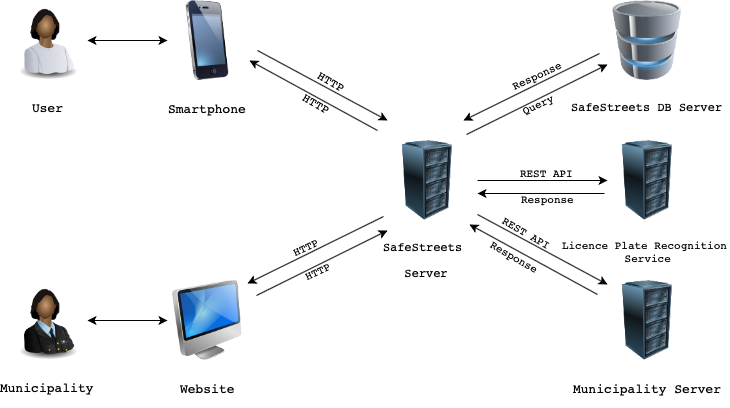 HTTP
HTTP
Response
Query
User
Smartphone
SafeStreets DB Server
REST API
Response
HTTP
HTTP
SafeStreets
Server
REST API
Response
Licence Plate Recognition
Service
Municipality
Website
Municipality Server